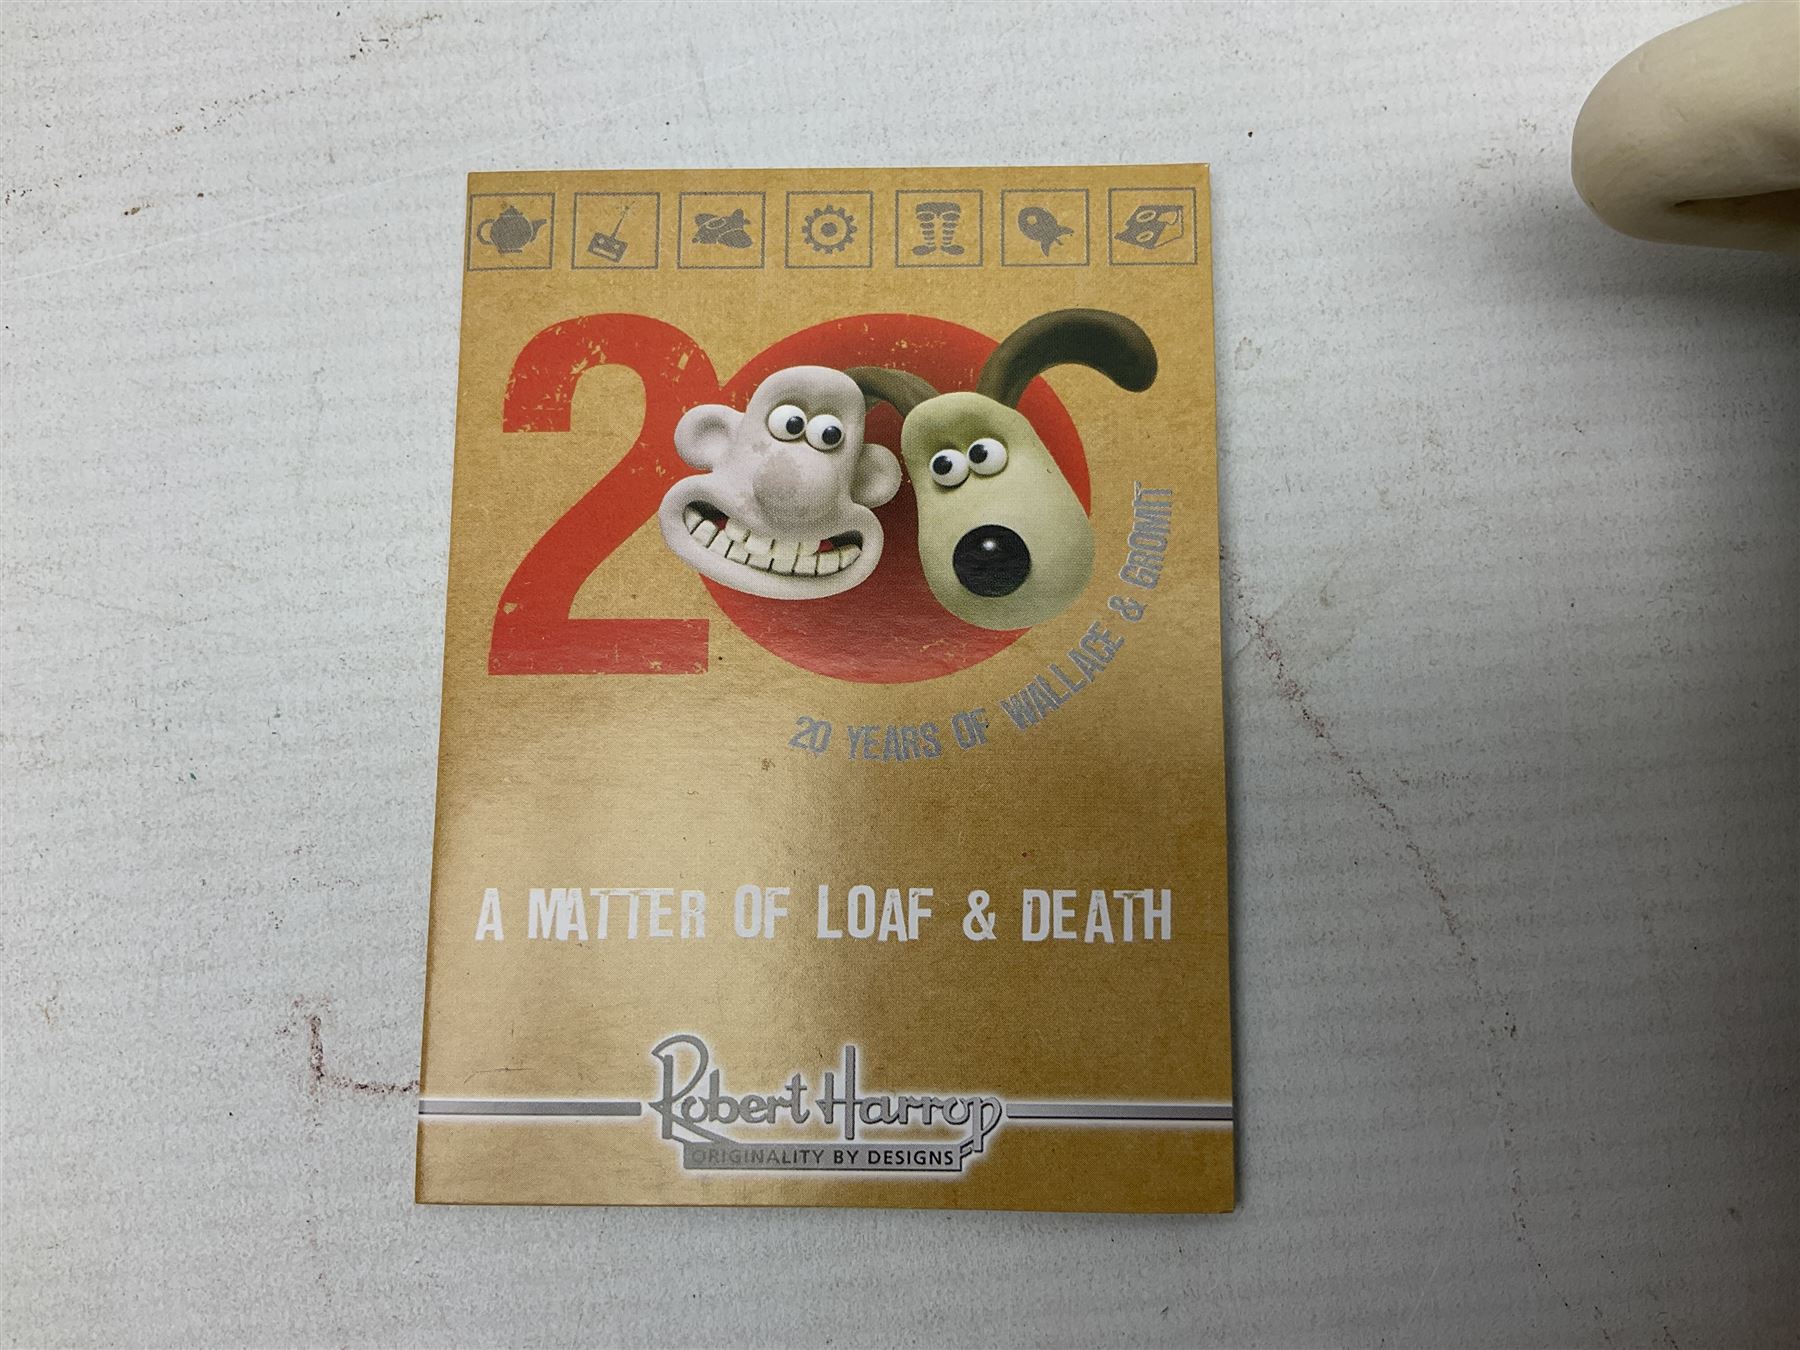 20
20 YEARS OF WALLACE & GROMIT
A MATTER OF LOAF & DEATH
Robert Harrop
ORIGINALITY BY DESIGNS